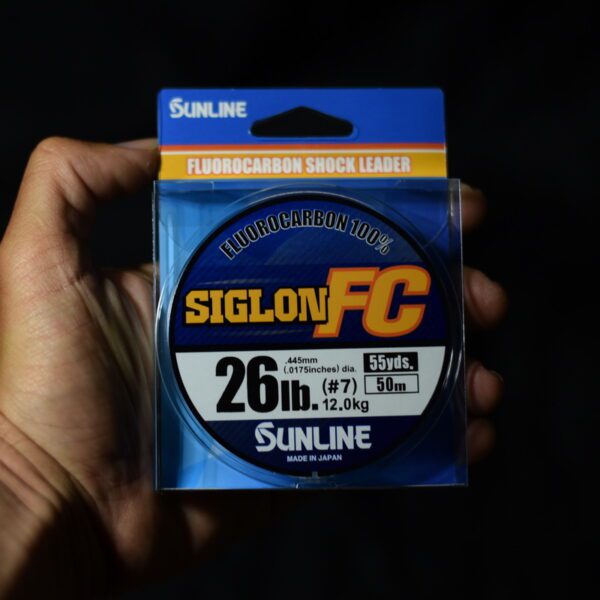 SUNLINE
FLUOROCARBON SHOCK LEADER
FLUOROCARBON 100%
SIGLON FC
26lb. (#7) 12.0kg
.445mm
(.0175inches) dia.
55yds.
50m
SUNLINE
MADE IN JAPAN